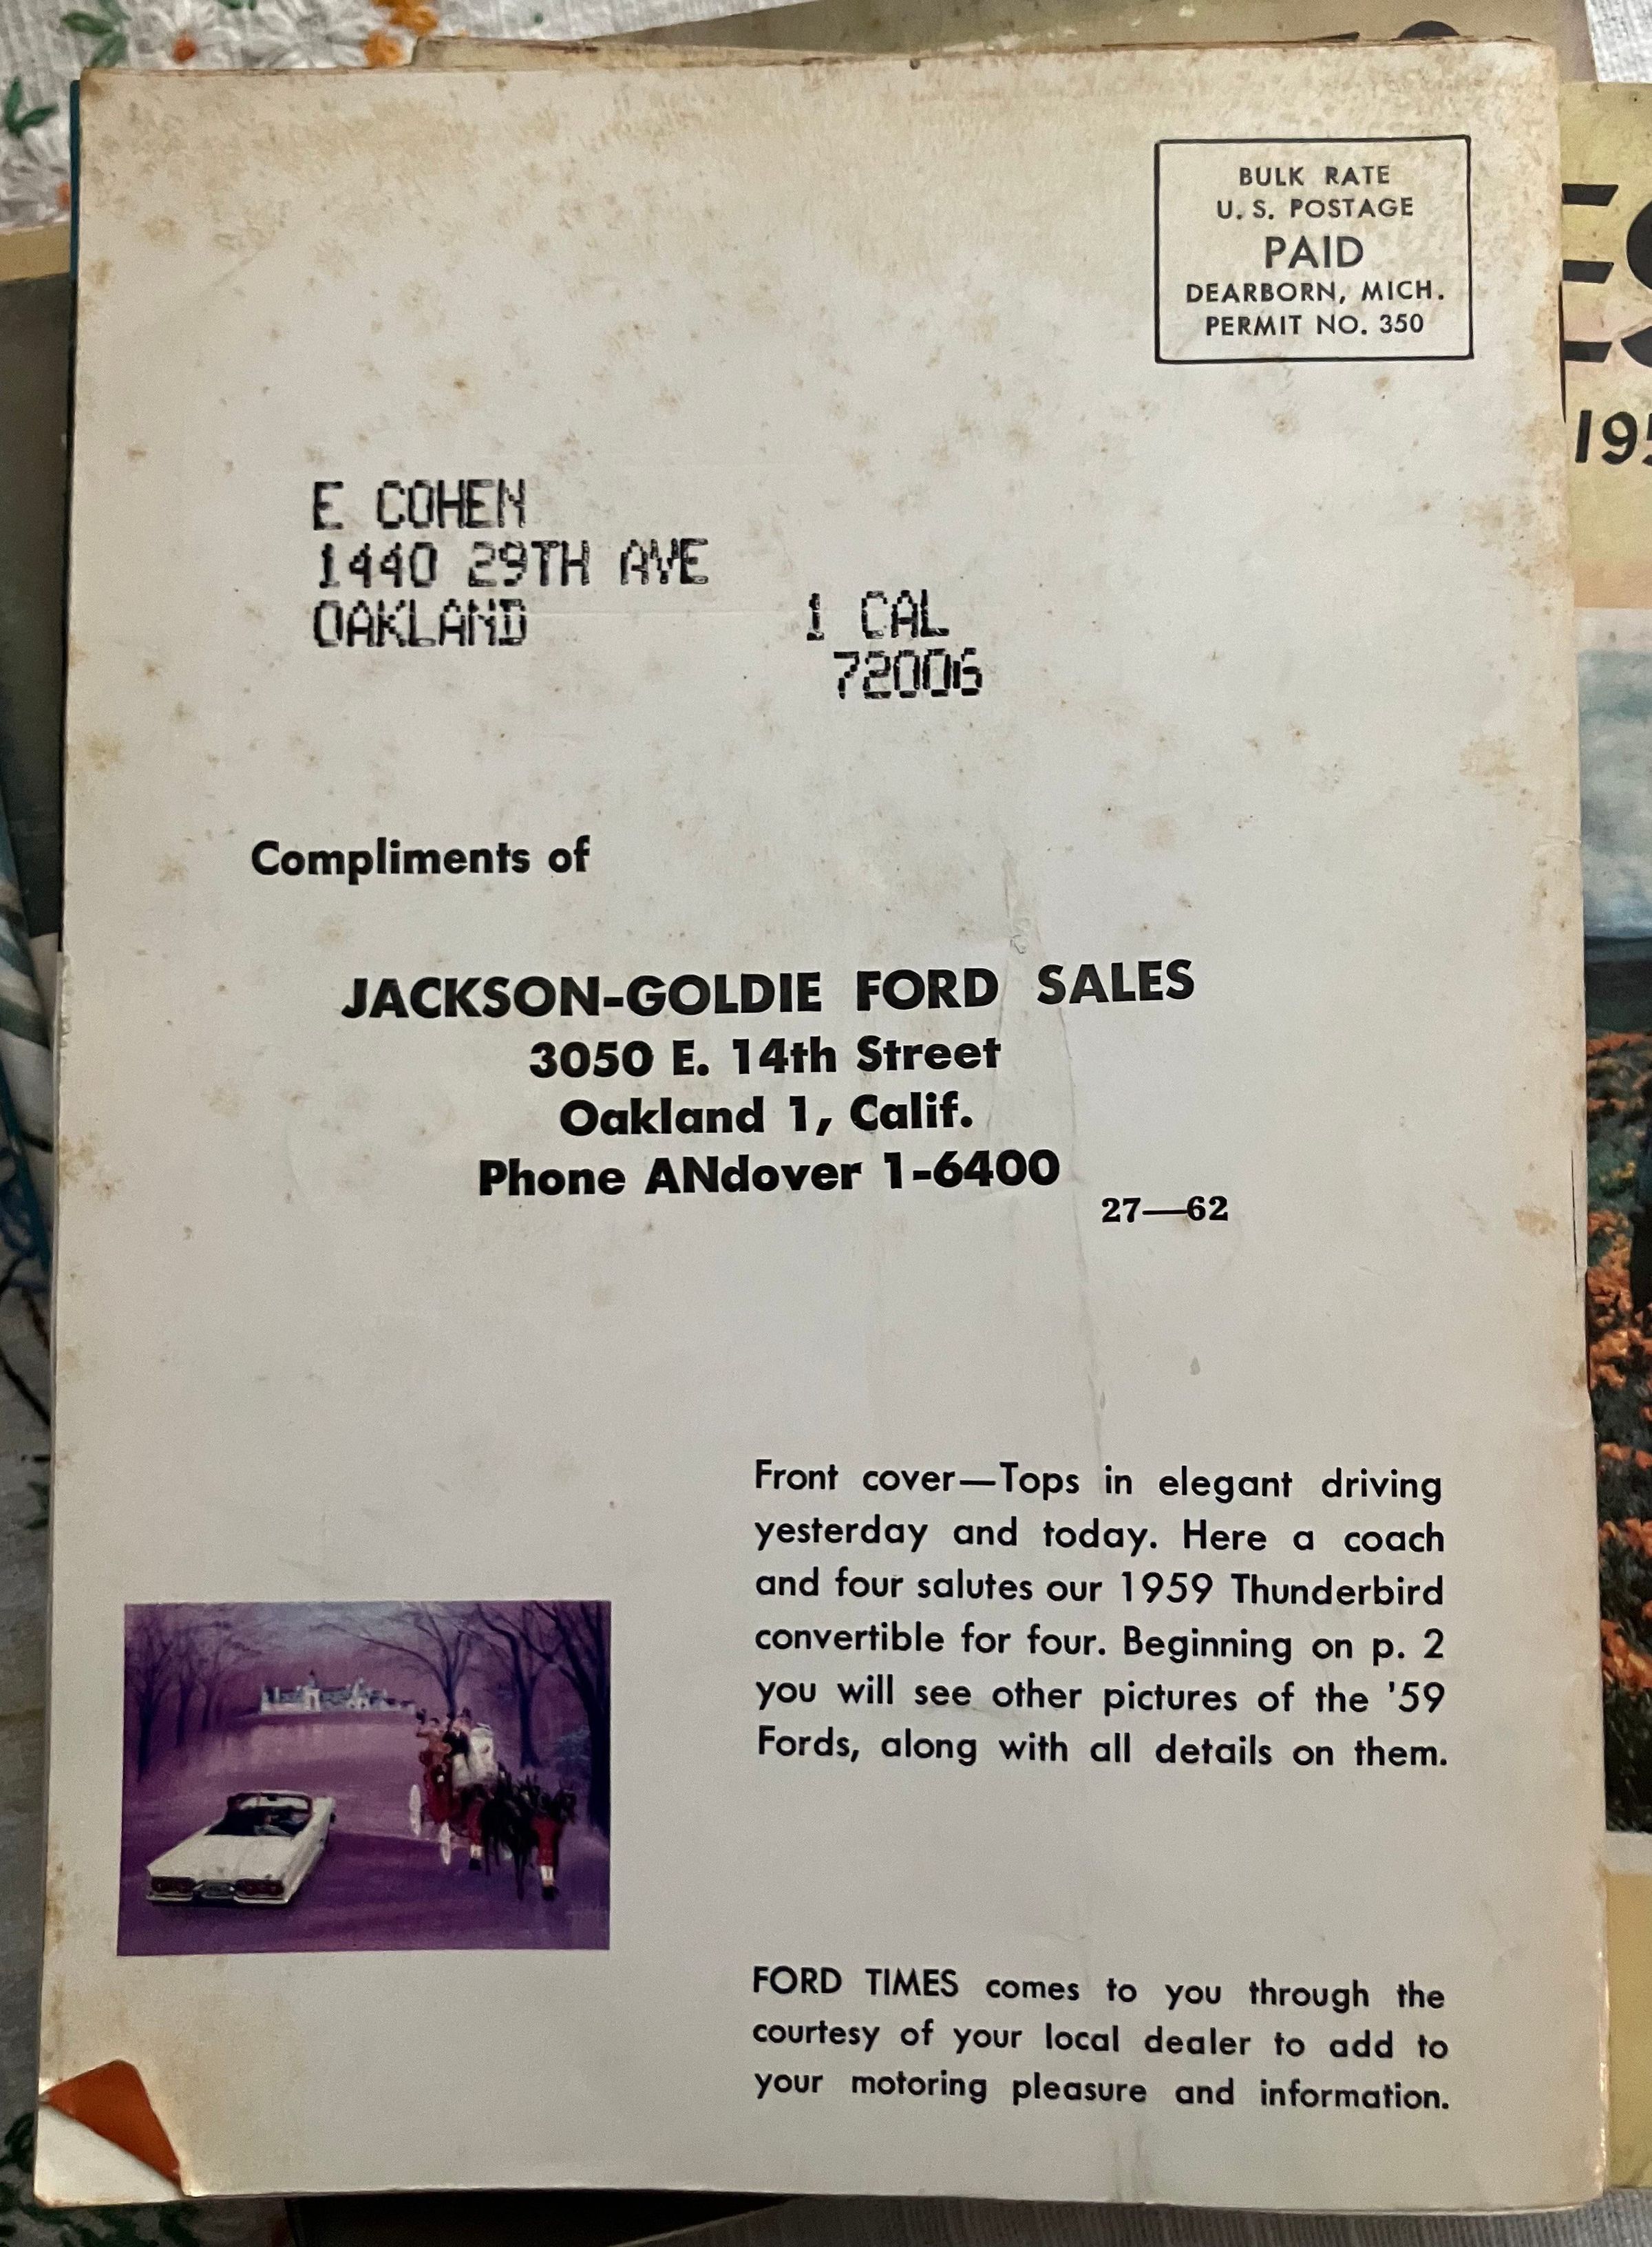 BULK RATE
U. S. POSTAGE
PAID
DEARBORN, MICH.
PERMIT NO. 350
E COHEN
1440 29TH AVE
OAKLAND 1 CAL
72006
Compliments of
JACKSON-GOLDIE FORD SALES
3050 E. 14th Street
Oakland 1, Calif.
Phone ANdover 1-6400
27—62
Front cover—Tops in elegant driving
yesterday and today. Here a coach
and four salutes our 1959 Thunderbird
convertible for four. Beginning on p. 2
you will see other pictures of the '59
Fords, along with all details on them.
FORD TIMES comes to you through the
courtesy of your local dealer to add to
your motoring pleasure and information.